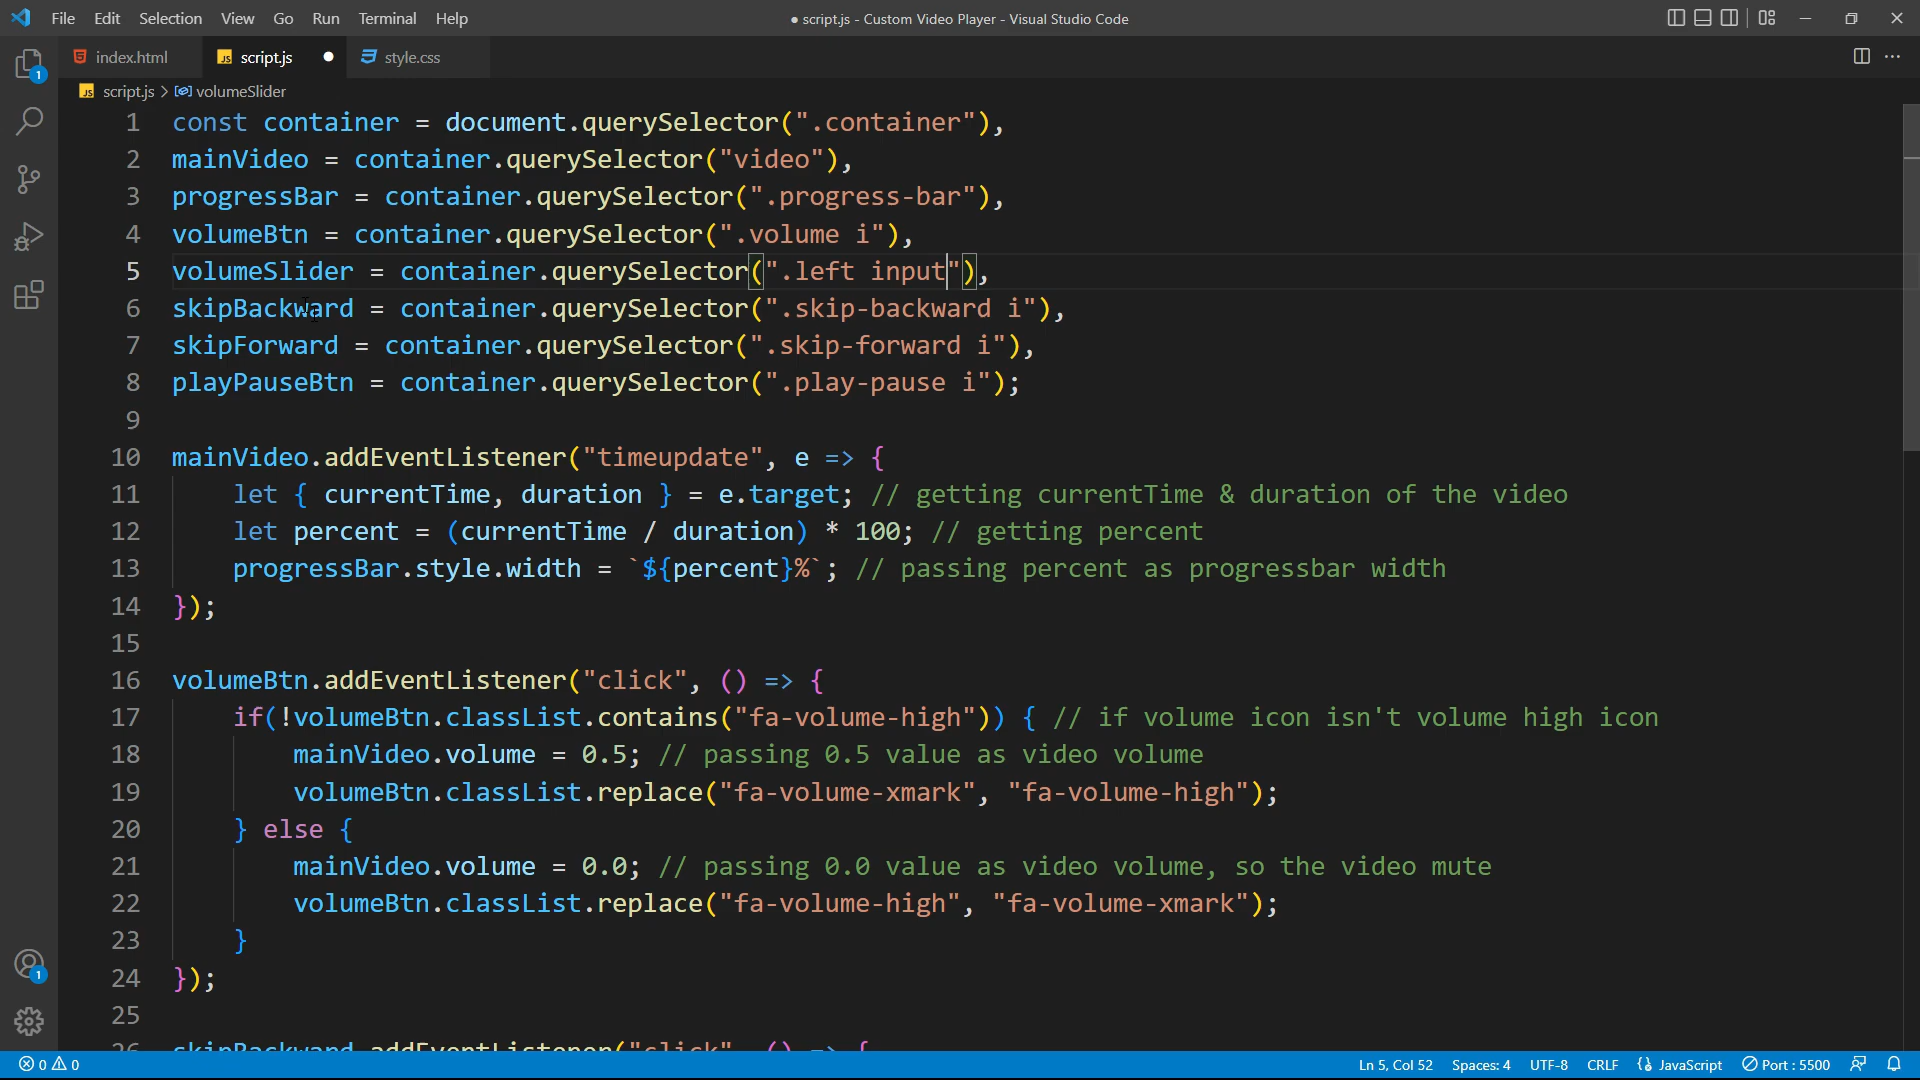 File Edit Selection View Go Run Terminal Help
● script.js - Custom Video Player - Visual Studio Code
index.html
JS script.js ●
style.css
JS script.js > volumeSlider
1 const container = document.querySelector(".container"),
2 mainVideo = container.querySelector("video"),
3 progressBar = container.querySelector(".progress-bar"),
4 volumeBtn = container.querySelector(".volume i"),
5 volumeSlider = container.querySelector(".left input"),
6 skipBackward = container.querySelector(".skip-backward i"),
7 skipForward = container.querySelector(".skip-forward i"),
8 playPauseBtn = container.querySelector(".play-pause i");
9
10 mainVideo.addEventListener("timeupdate", e => {
11 let { currentTime, duration } = e.target; // getting currentTime & duration of the video
12 let percent = (currentTime / duration) * 100; // getting percent
13 progressBar.style.width = `${percent}%`; // passing percent as progressbar width
14 });
15
16 volumeBtn.addEventListener("click", () => {
17 if(!volumeBtn.classList.contains("fa-volume-high")) { // if volume icon isn't volume high icon
18 mainVideo.volume = 0.5; // passing 0.5 value as video volume
19 volumeBtn.classList.replace("fa-volume-xmark", "fa-volume-high");
20 } else {
21 mainVideo.volume = 0.0; // passing 0.0 value as video volume, so the video mute
22 volumeBtn.classList.replace("fa-volume-high", "fa-volume-xmark");
23 }
24 });
25
26 skipBackward.addEventListener("click", () => {
1
1
0 0
Ln 5, Col 52 Spaces: 4 UTF-8 CRLF {} JavaScript Port : 5500